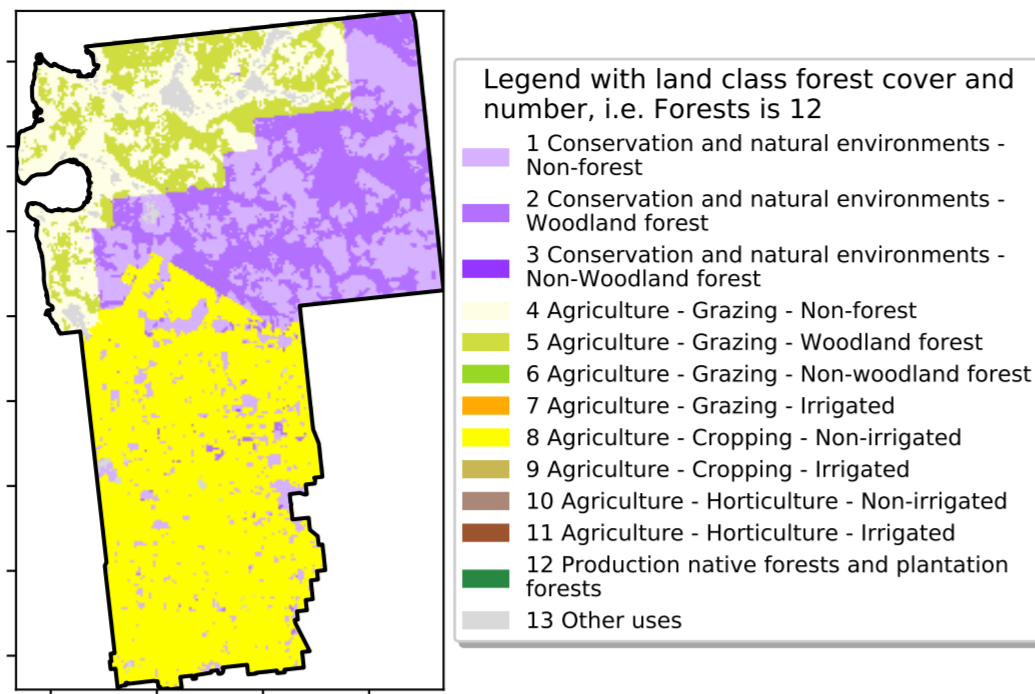 Legend with land class forest cover and
number, i.e. Forests is 12
1 Conservation and natural environments -
Non-forest
2 Conservation and natural environments -
Woodland forest
3 Conservation and natural environments -
Non-Woodland forest
4 Agriculture - Grazing - Non-forest
5 Agriculture - Grazing - Woodland forest
6 Agriculture - Grazing - Non-woodland forest
7 Agriculture - Grazing - Irrigated
8 Agriculture - Cropping - Non-irrigated
9 Agriculture - Cropping - Irrigated
10 Agriculture - Horticulture - Non-irrigated
11 Agriculture - Horticulture - Irrigated
12 Production native forests and plantation
forests
13 Other uses